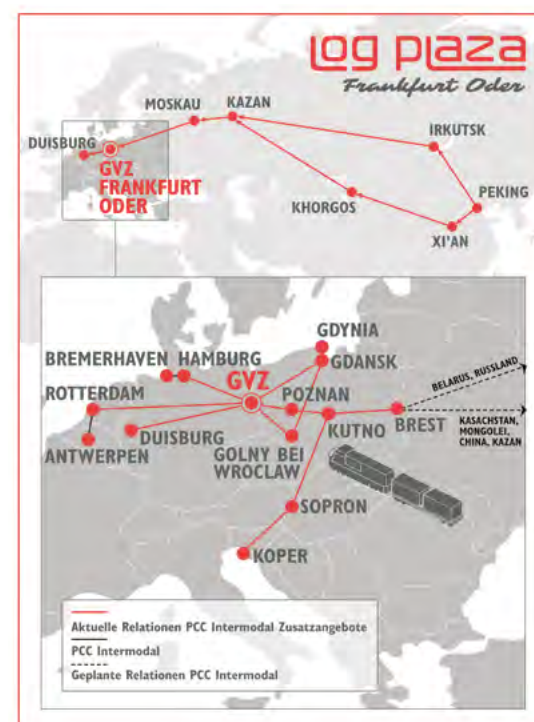 LOG PLAZA
Frankfurt Oder
MOSKAU
KAZAN
IRKUTSK
DUISBURG
GVZ
FRANKFURT
ODER
KHORGOS
PEKING
XI'AN
GDYNIA
GDANSK
BREMERHAVEN HAMBURG
GVZ
ROTTERDAM
POZNAN
BELARUS, RUSSLAND
BREST
KUTNO
DUISBURG
GOLNY BEI
WROCLAW
ANTWERPEN
KASACHSTAN,
MONGOLEI,
CHINA, KAZAN
SOPRON
KOPER
Aktuelle Relationen PCC Intermodal Zusatzangebote
PCC Intermodal
Geplante Relationen PCC Intermodal